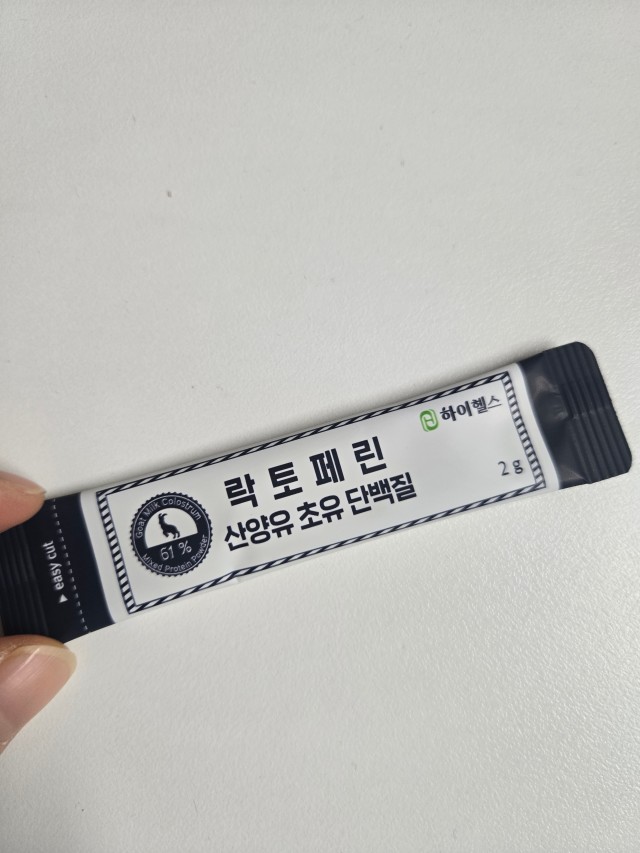 하이헬스
락토페린
산양유 초유 단백질
2g
Goat Milk Colostrum
61 %
Mixed Protein Powder
▶ easy cut